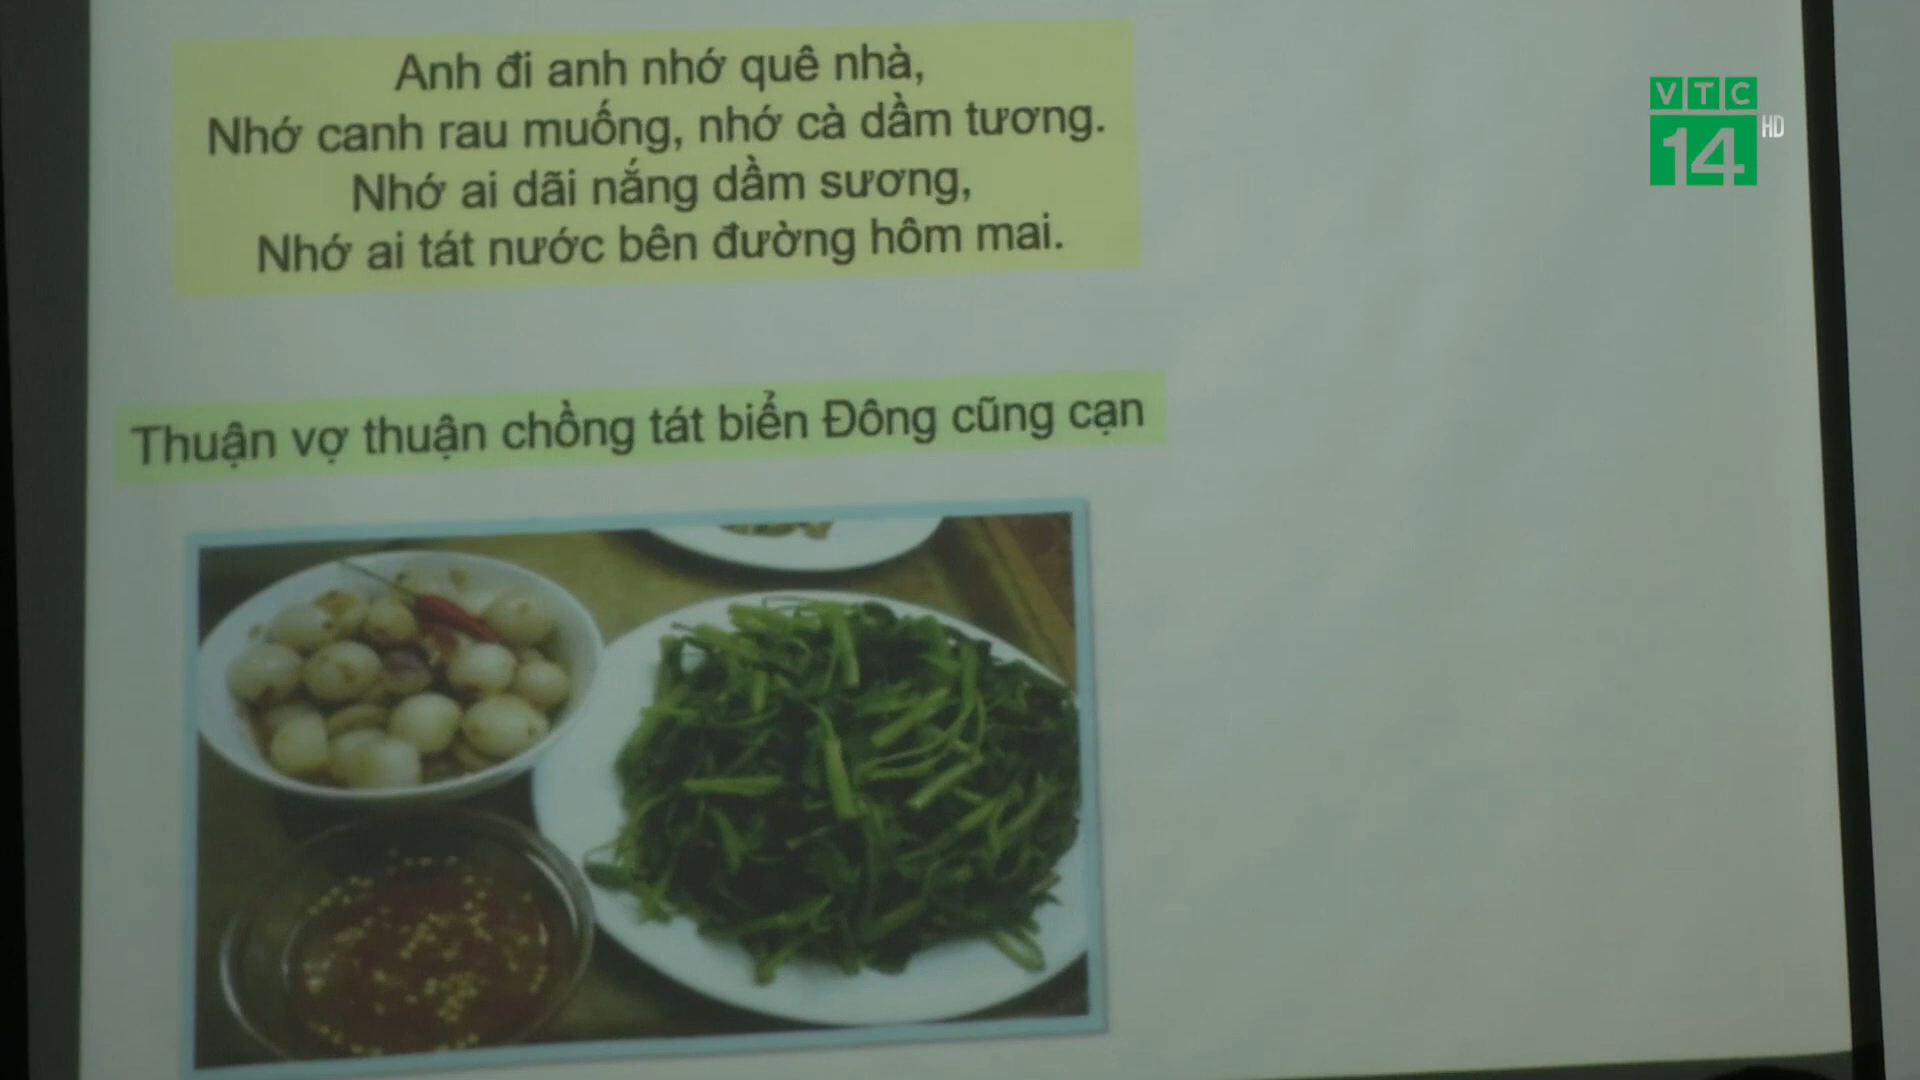 Anh đi anh nhớ quê nhà,
Nhớ canh rau muống, nhớ cà dầm tương.
Nhớ ai dãi nắng dầm sương,
Nhớ ai tát nước bên đường hôm mai.
Thuận vợ thuận chồng tát biển Đông cũng cạn
VTC
14 HD